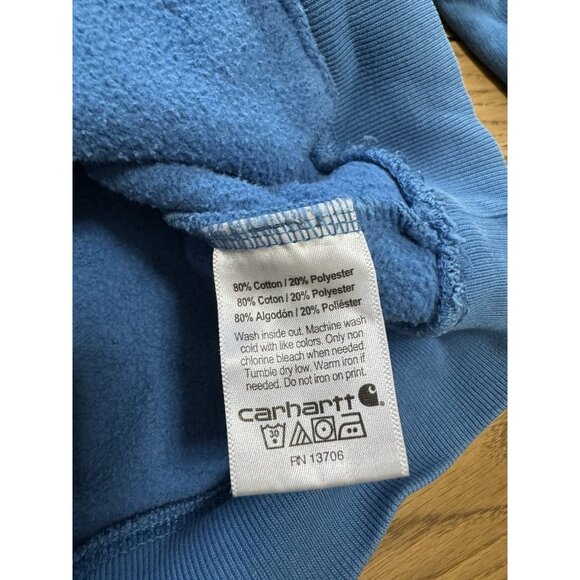 80% Cotton / 20% Polyester
80% Coton / 20% Polyester
80% Algodón / 20% Poliéster
Wash inside out. Machine wash
cold with like colors. Only non
chlorine bleach when needed.
Tumble dry low. Warm iron if
needed. Do not iron on print.
carhartt
30
RN 13706